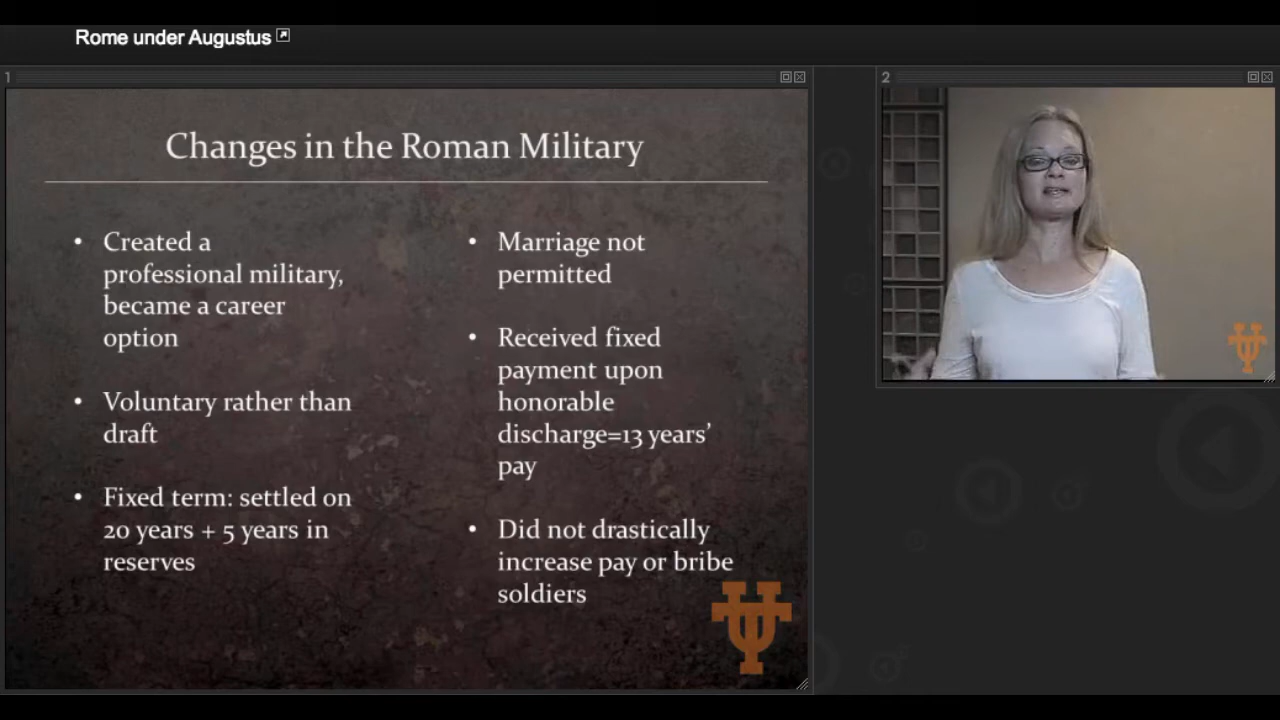 Rome under Augustus
1
2
Changes in the Roman Military
• Created a
professional military,
became a career
option
• Voluntary rather than
draft
• Fixed term: settled on
20 years + 5 years in
reserves
• Marriage not
permitted
• Received fixed
payment upon
honorable
discharge=13 years’
pay
• Did not drastically
increase pay or bribe
soldiers
UT
UT